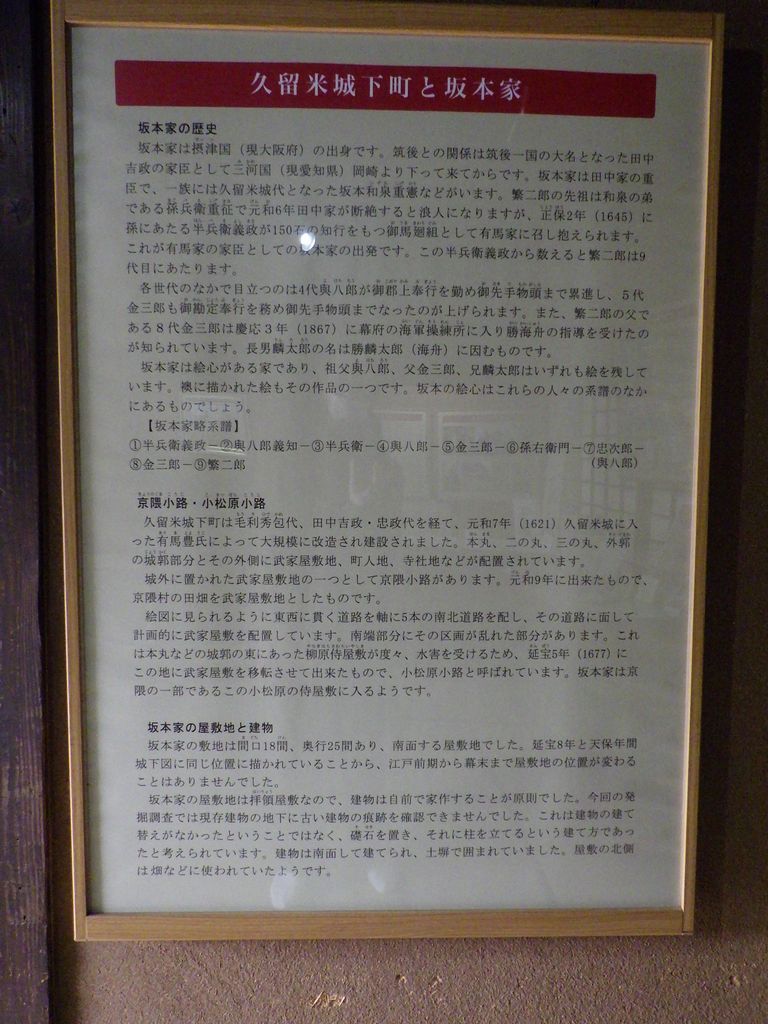 久留米城下町と坂本家
坂本家の歴史
坂本家は摂津国（現大阪府）の出身です。筑後との関係は筑後一国の大名となった田中
吉政の家臣として三河国（現愛知県）岡崎より下って来てからです。坂本家は田中家の重
臣で、一族には久留米城代となった坂本和泉重憲などがいます。繁二郎の先祖は和泉の弟
である孫兵衛重征で元和6年田中家が断絶すると浪人になりますが、正保2年（1645）に
孫にあたる半兵衛義政が150石の知行をもつ御馬廻組として有馬家に召し抱えられます。
これが有馬家の家臣としての坂本家の出発です。この半兵衛義政から数えると繁二郎は9
代目にあたります。
各世代のなかで目立つのは4代與八郎が御郡上奉行を勤め御先手物頭まで累進し、５代
金三郎も御勘定奉行を務め御先手物頭までなったのが上げられます。また、繁二郎の父で
ある８代金三郎は慶応３年（1867）に幕府の海軍操練所に入り勝海舟の指導を受けたの
が知られています。長男麟太郎の名は勝麟太郎（海舟）に因むものです。
坂本家は絵心がある家であり、祖父與八郎、父金三郎、兄麟太郎はいずれも絵を残して
います。襖に描かれた絵もその作品の一つです。坂本の絵心はこれらの人々の系譜のなか
にあるものでしょう。
【坂本家略系譜】
①半兵衛義政－②與八郎義知－③半兵衛－④與八郎－⑤金三郎－⑥孫右衛門－⑦忠次郎－
⑧金三郎－⑨繁二郎　（與八郎）
京隈小路・小松原小路
久留米城下町は毛利秀包代、田中吉政・忠政代を経て、元和7年（1621）久留米城に入
った有馬豊氏によって大規模に改造され建設されました。本丸、二の丸、三の丸、外郭
の城郭部分とその外側に武家屋敷地、町人地、寺社地などが配置されています。
城外に置かれた武家屋敷地の一つとして京隈小路があります。元和9年に出来たもので、
京隈村の田畑を武家屋敷地としたものです。
絵図に見られるように東西に貫く道路を軸に5本の南北道路を配し、その道路に面して
計画的に武家屋敷を配置しています。南端部分にその区画が乱れた部分があります。これ
は本丸などの城郭の東にあった柳原侍屋敷が度々、水害を受けるため、延宝5年（1677）に
この地に武家屋敷を移転させて出来たもので、小松原小路と呼ばれています。坂本家は京
隈の一部であるこの小松原の侍屋敷に入るようです。
坂本家の屋敷地と建物
坂本家の敷地は間口18間、奥行25間あり、南面する屋敷地でした。延宝8年と天保年間
城下図に同じ位置に描かれていることから、江戸前期から幕末まで屋敷地の位置が変わる
ことはありませんでした。
坂本家の屋敷地は拝領屋敷なので、建物は自前で家作することが原則でした。今回の発
掘調査では現存建物の地下に古い建物の痕跡を確認できませんでした。これは建物の建て
替えがなかったということではなく、礎石を置き、それに柱を立てるという建て方であっ
たと考えられています。建物は南面して建てられ、土塀で囲まれていました。屋敷の北側
は畑などに使われていたようです。